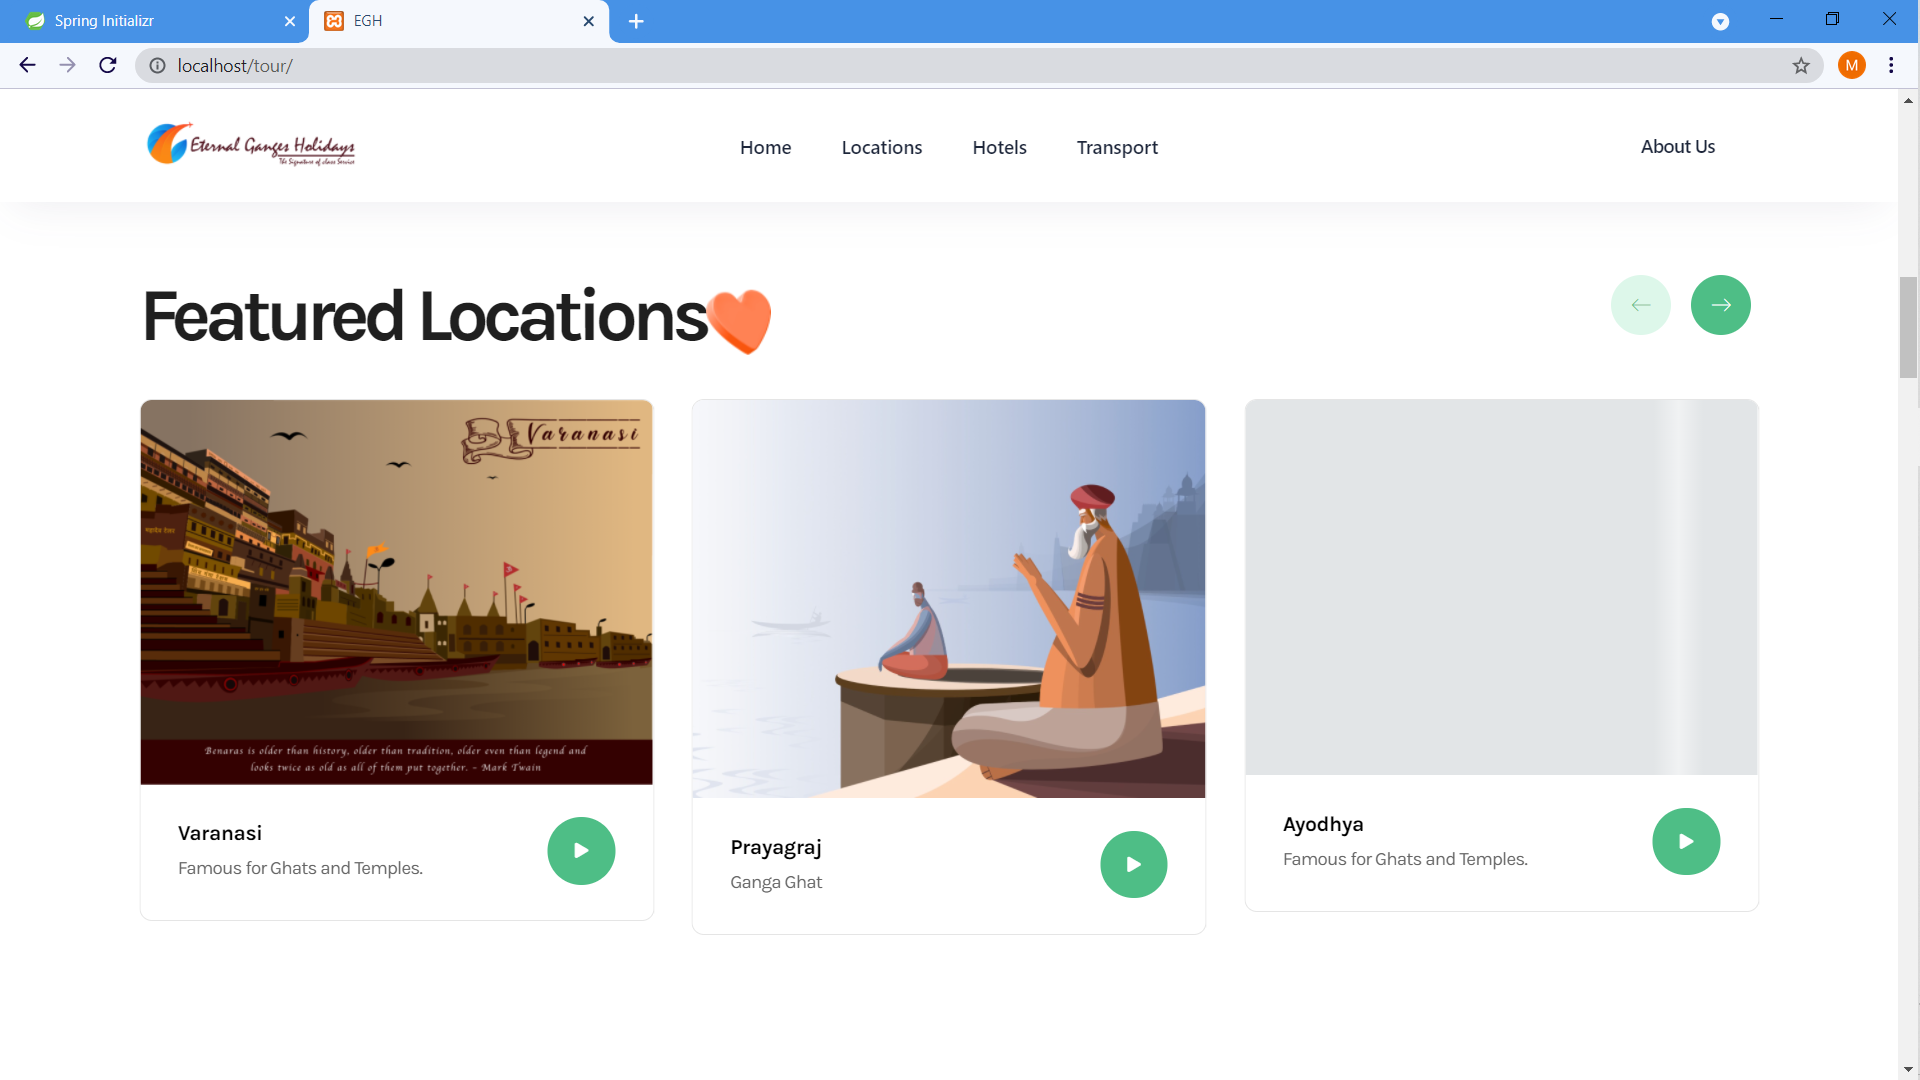 Spring Initializr
EGH
localhost/tour/
M
Eternal Ganges Holidays
The Signature of class Service
Home
Locations
Hotels
Transport
About Us
Featured Locations
Varanasi
Benaras is older than history, older than tradition, older even than legend and
looks twice as old as all of them put together. - Mark Twain
Varanasi
Famous for Ghats and Temples.
Prayagraj
Ganga Ghat
Ayodhya
Famous for Ghats and Temples.